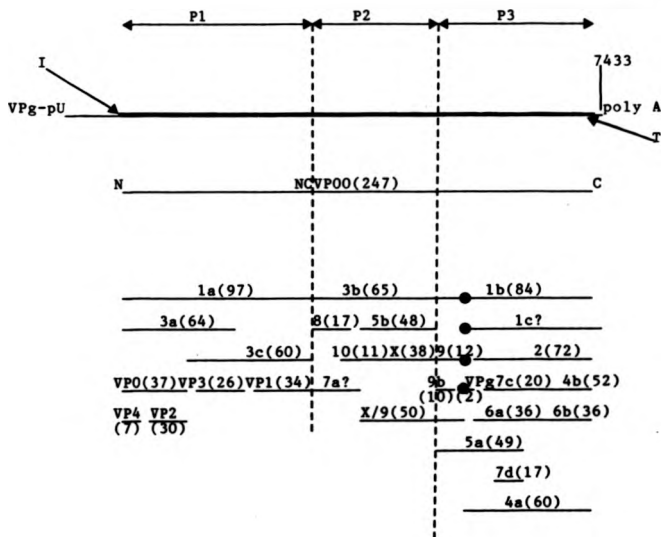 P1 P2 P3
I
7433
VPg-pU poly A
T
N NCVP00(247) C
1a(97) 3b(65) 1b(84)
3a(64) 8(17) 5b(48) 1c?
3c(60) 10(11)X(38)9(12) 2(72)
VP0(37)VP3(26)VP1(34) 7a? 9b VPg7c(20) 4b(52)
(10)(2)
VP4 VP2 X/9(50) 6a(36) 6b(36)
(7) (30)
5a(49)
7d(17)
4a(60)